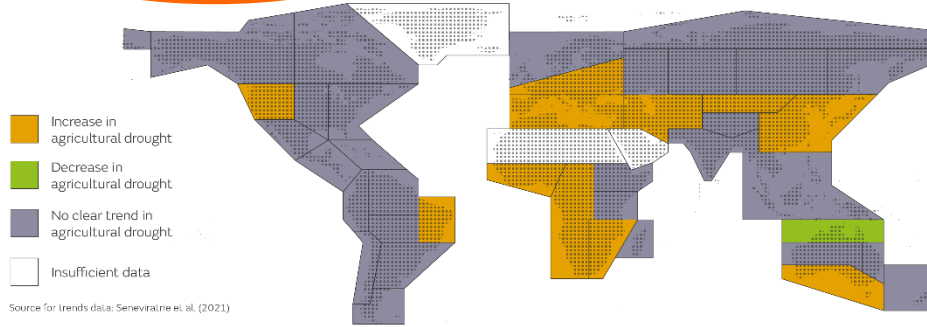 Increase in
agricultural drought
Decrease in
agricultural drought
No clear trend in
agricultural drought
Insufficient data
Source for trends data: Seneviratne et al. (2021)